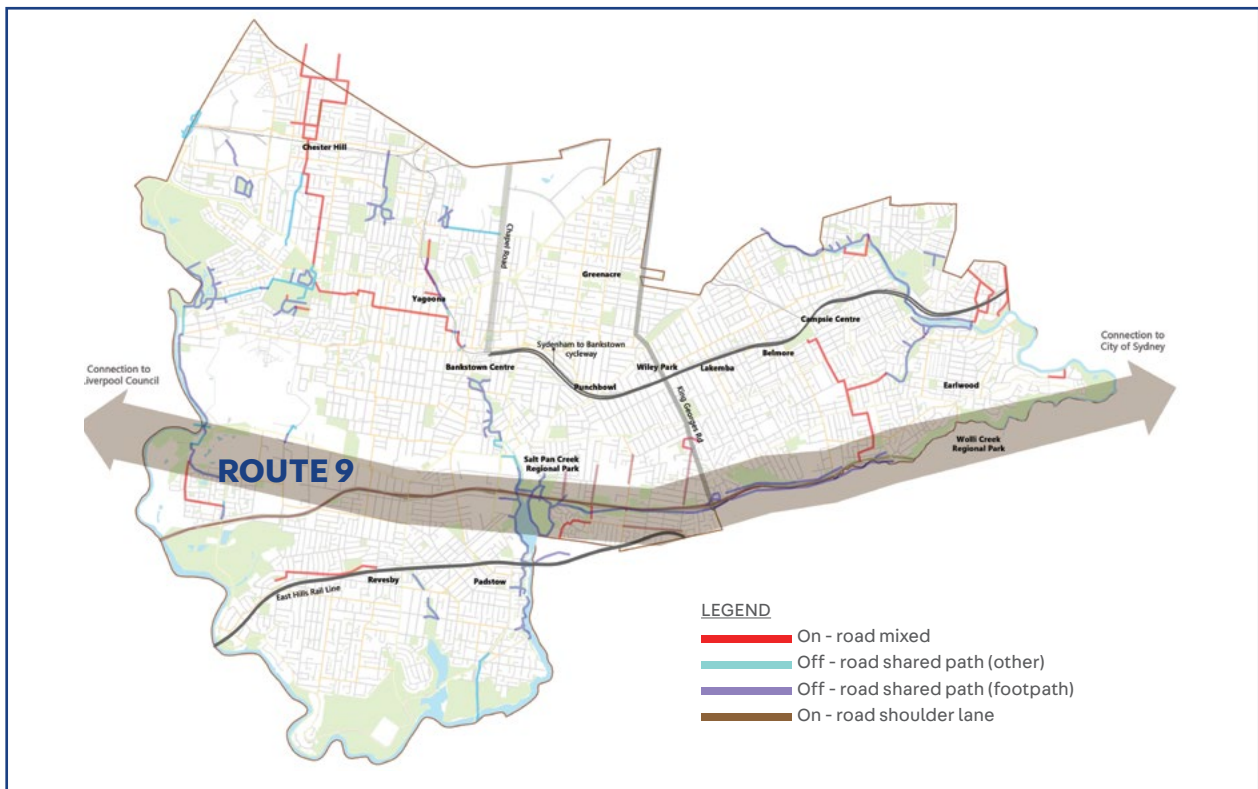 Chester Hill
Chapel Road
Greenacre
Yagoona
Campsie Centre
Connection to
City of Sydney
Sydenham to Bankstown
cycleway
Bankstown Centre
Wiley Park
Lakemba
Belmore
Connection to
Liverpool Council
Punchbowl
King Georges Rd
Earlwood
Wolli Creek
Regional Park
ROUTE 9
Salt Pan Creek
Regional Park
Revesby
Padstow
East Hills Rail Line
LEGEND
On - road mixed
Off - road shared path (other)
Off - road shared path (footpath)
On - road shoulder lane